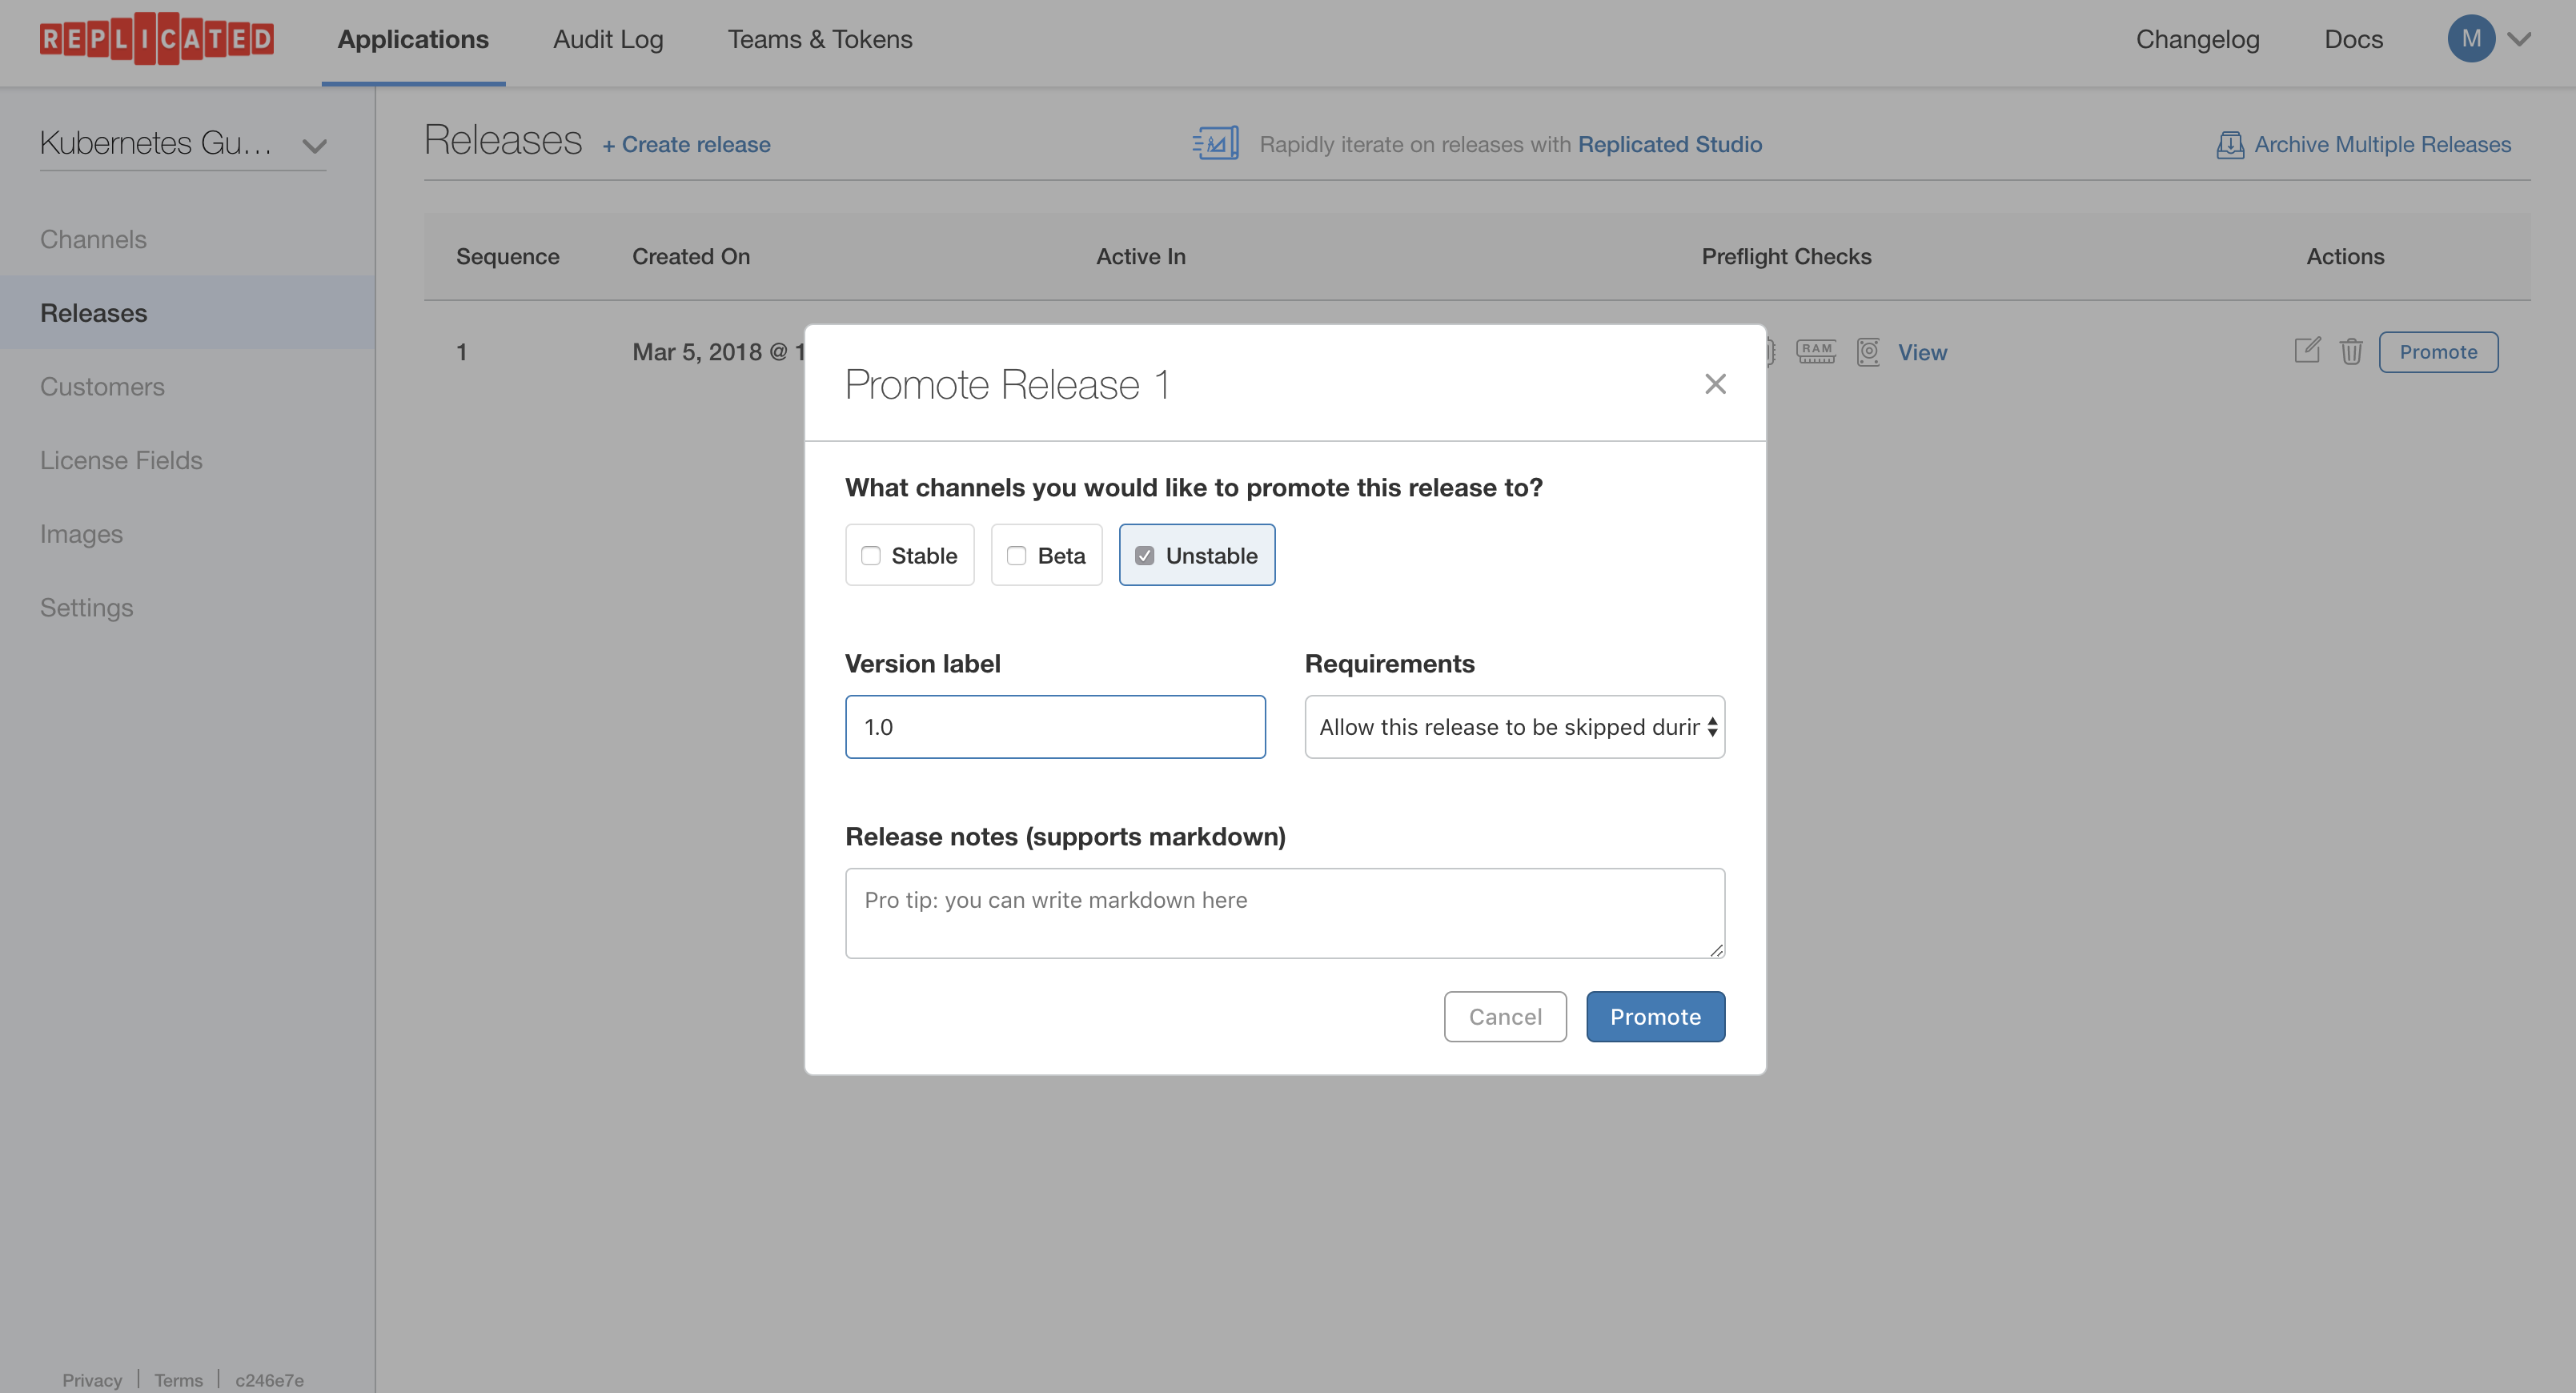 REPLICATED
Applications
Audit Log
Teams & Tokens
Changelog
Docs
M
Kubernetes Gu...
Channels
Releases
Customers
License Fields
Images
Settings
Releases
+ Create release
Rapidly iterate on releases with Replicated Studio
Archive Multiple Releases
Sequence
Created On
Active In
Preflight Checks
Actions
1
Mar 5, 2018 @ 1
RAM
View
Promote
Promote Release 1
What channels you would like to promote this release to?
Stable
Beta
Unstable
Version label
Requirements
1.0
Allow this release to be skipped durir
Release notes (supports markdown)
Pro tip: you can write markdown here
Cancel
Promote
Privacy | Terms | c246e7e